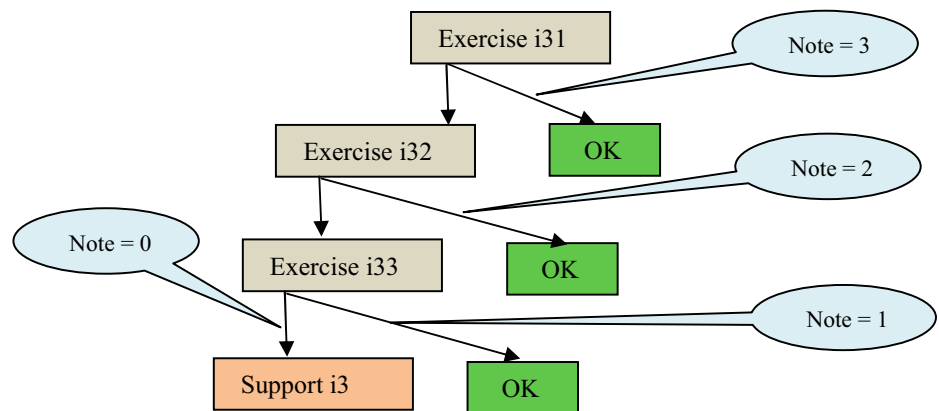 Exercise i31
Note = 3
Exercise i32
OK
Note = 2
Note = 0
Exercise i33
OK
Note = 1
Support i3
OK